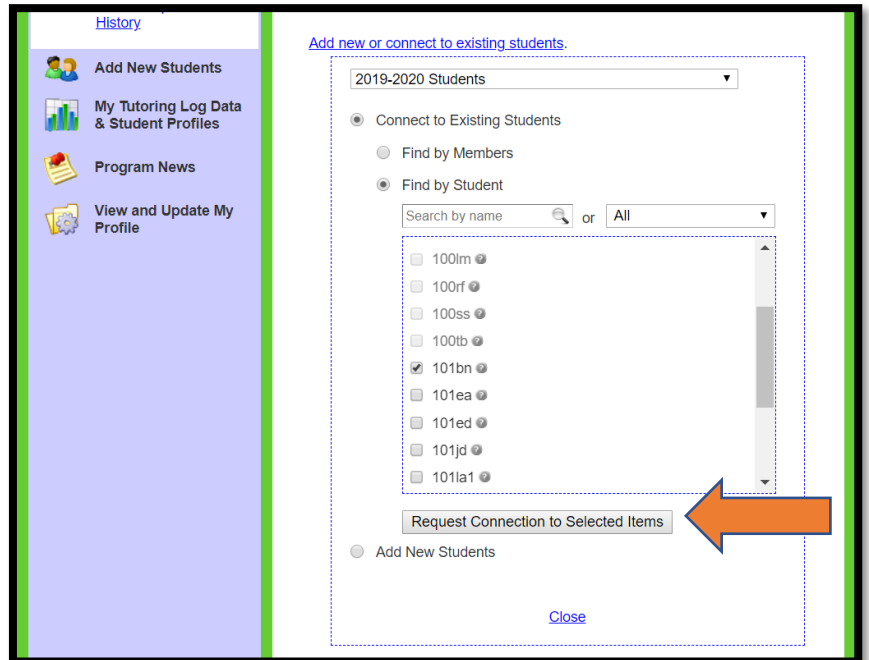 History
Add New Students
My Tutoring Log Data
& Student Profiles
Program News
View and Update My
Profile
Add new or connect to existing students.
2019-2020 Students
Connect to Existing Students
Find by Members
Find by Student
Search by name or All
100lm
100rf
100ss
100tb
101bn
101ea
101ed
101jd
101la1
Request Connection to Selected Items
Add New Students
Close